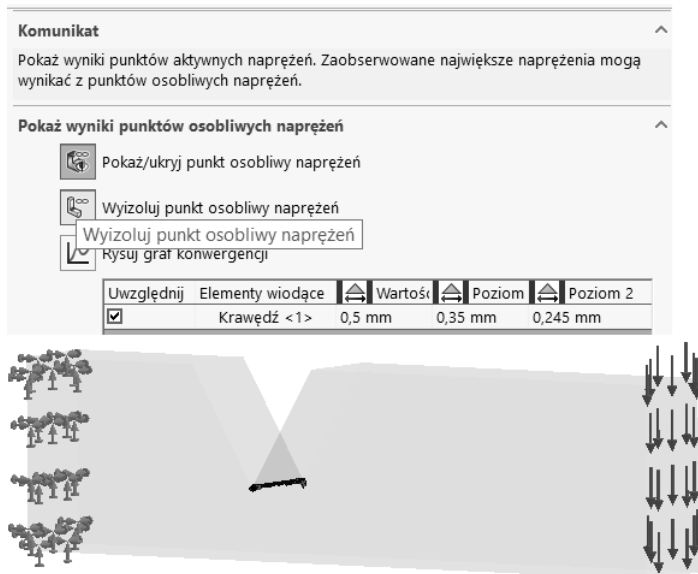 Komunikat
Pokaż wyniki punktów aktywnych naprężeń. Zaobserwowane największe naprężenia mogą
wynikać z punktów osobliwych naprężeń.
Pokaż wyniki punktów osobliwych naprężeń
Pokaż/ukryj punkt osobliwy naprężeń
Wyizoluj punkt osobliwy naprężeń
Wyizoluj punkt osobliwy naprężeń
Rysuj graf konwergencji
Uwzględnij Elementy wiodące Wartość Poziom Poziom 2
Krawędź <1> 0,5 mm 0,35 mm 0,245 mm